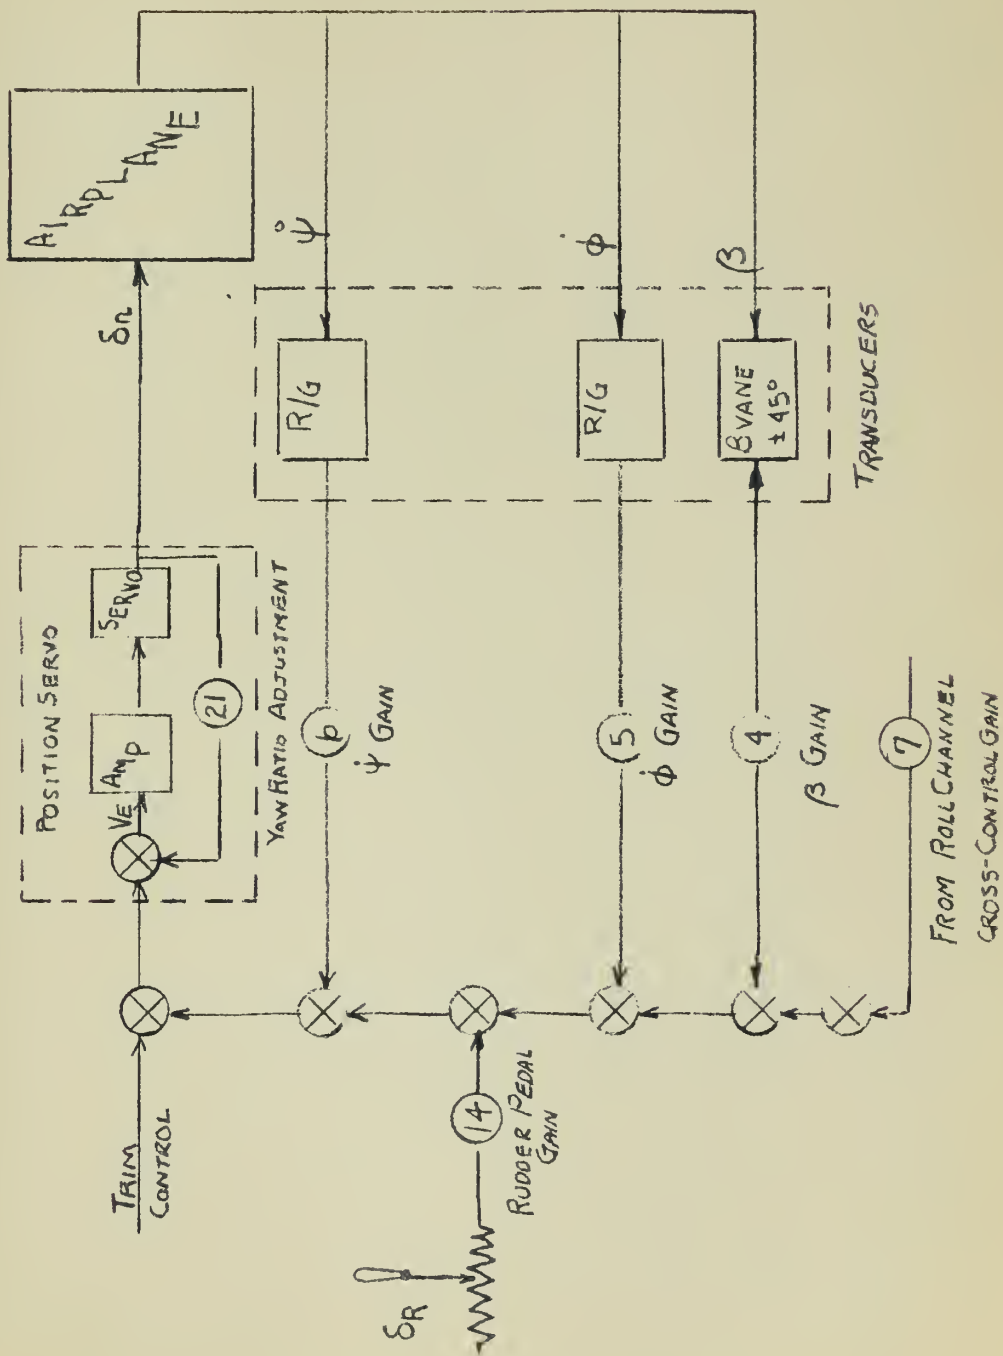 TRIM
CONTROL
POSITION SERVO
VE
AMP
SERVO
21
YAW RATIO ADJUSTMENT
δr
AIRPLANE
δR
14
RUDDER PEDAL
GAIN
6
ψ̇ GAIN
R/G
ψ̇
5
φ̇ GAIN
R/G
φ̇
4
β GAIN
β VANE
±45°
β
TRANSDUCERS
7
FROM ROLL CHANNEL
CROSS-CONTROL GAIN